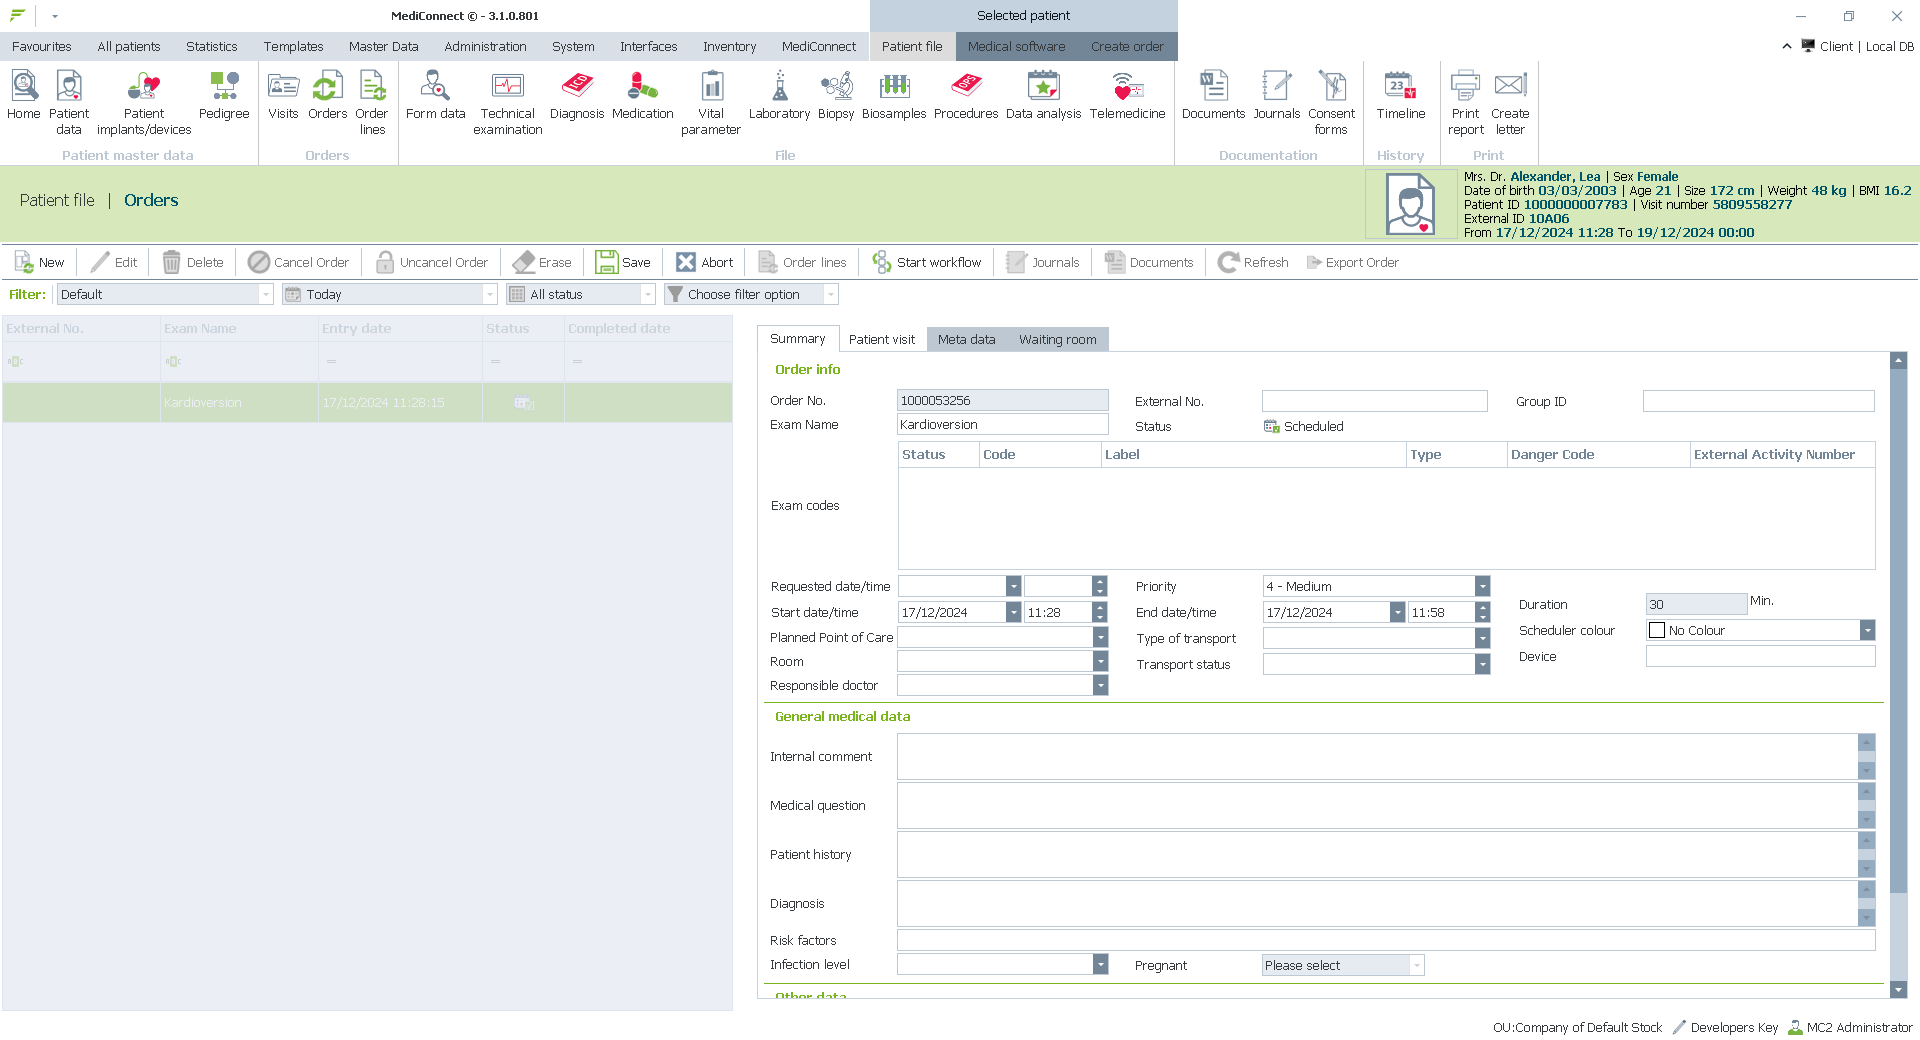 MediConnect © - 3.1.0.801
Selected patient
Favourites All patients Statistics Templates Master Data Administration System Interfaces Inventory MediConnect Patient file Medical software Create order Client | Local DB
Home Patient data Patient implants/devices Pedigree Visits Orders Order lines Form data Technical examination Diagnosis Medication Vital parameter Laboratory Biopsy Biosamples Procedures Data analysis Telemedicine Documents Journals Consent forms Timeline Print report Create letter
Patient master data Orders File Documentation History Print
Patient file | Orders
Mrs. Dr. Alexander, Lea | Sex Female
Date of birth 03/03/2003 | Age 21 | Size 172 cm | Weight 48 kg | BMI 16.2
Patient ID 1000000007783 | Visit number 5809558277
External ID 10A06
From 17/12/2024 11:28 To 19/12/2024 00:00
New Edit Delete Cancel Order Uncancel Order Erase Save Abort Order lines Start workflow Journals Documents Refresh Export Order
Filter: Default Today All status Choose filter option
External No. Exam Name Entry date Status Completed date
Kardioversion 17/12/2024 11:28:15
Summary Patient visit Meta data Waiting room
Order info
Order No. 1000053256 External No. Group ID
Exam Name Kardioversion Status Scheduled
Status Code Label Type Danger Code External Activity Number
Exam codes
Requested date/time Priority 4 - Medium
Start date/time 17/12/2024 11:28 End date/time 17/12/2024 11:58 Duration 30 Min.
Planned Point of Care Type of transport Scheduler colour No Colour
Room Transport status Device
Responsible doctor
General medical data
Internal comment
Medical question
Patient history
Diagnosis
Risk factors
Infection level Pregnant Please select
Other data
OU:Company of Default Stock Developers Key MC2 Administrator